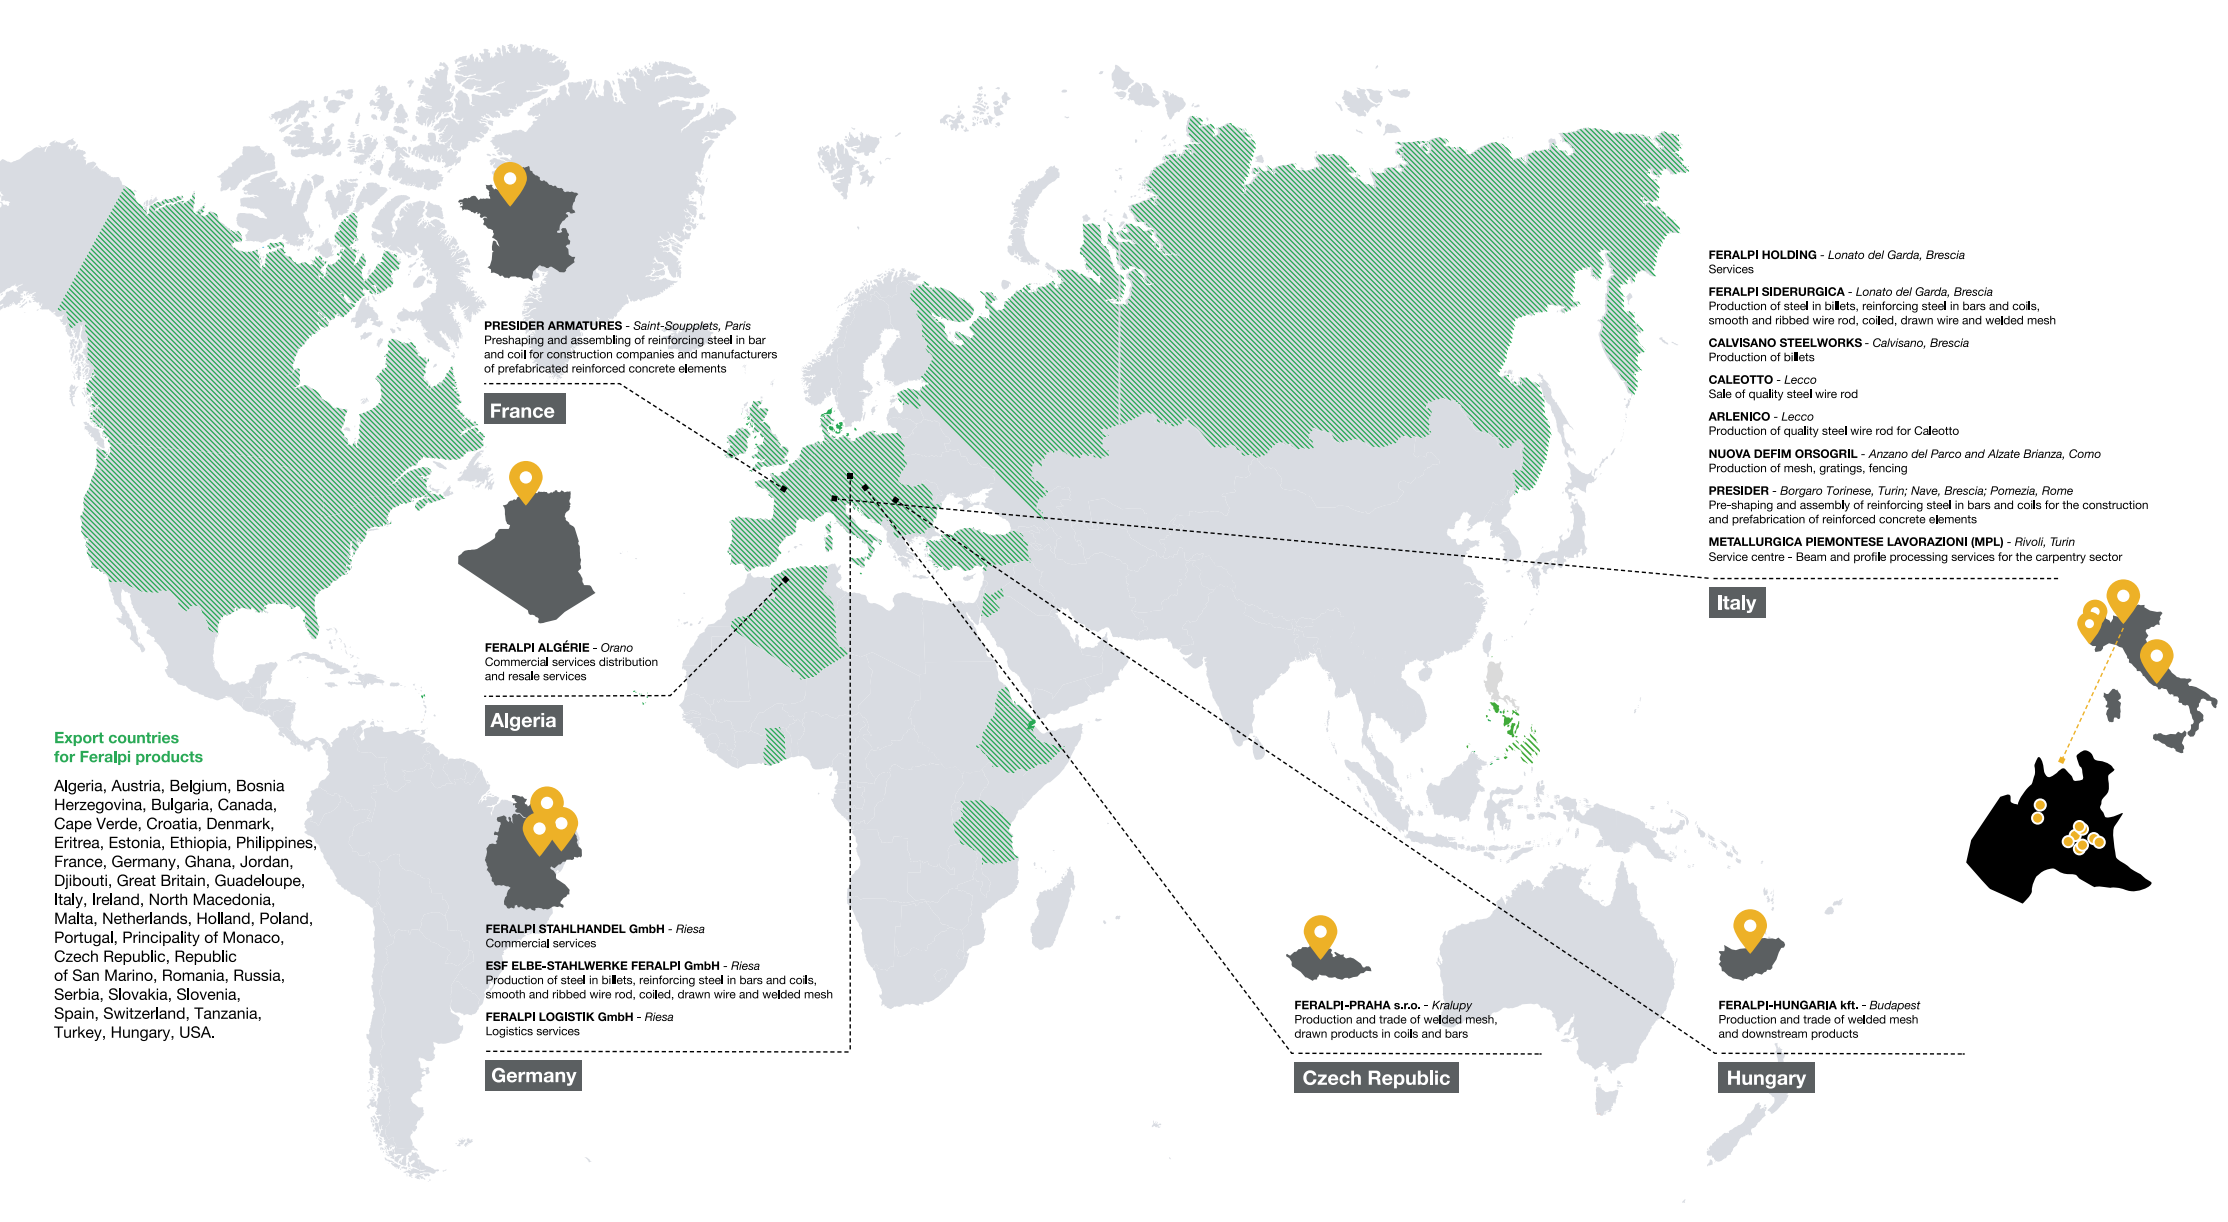 PRESIDER ARMATURES - Saint-Soupplets, Paris
Preshaping and assembling of reinforcing steel in bar
and coil for construction companies and manufacturers
of prefabricated reinforced concrete elements
France
FERALPI ALGÉRIE - Orano
Commercial services distribution
and resale services
Algeria
Export countries
for Feralpi products
Algeria, Austria, Belgium, Bosnia
Herzegovina, Bulgaria, Canada,
Cape Verde, Croatia, Denmark,
Eritrea, Estonia, Ethiopia, Philippines,
France, Germany, Ghana, Jordan,
Djibouti, Great Britain, Guadeloupe,
Italy, Ireland, North Macedonia,
Malta, Netherlands, Holland, Poland,
Portugal, Principality of Monaco,
Czech Republic, Republic
of San Marino, Romania, Russia,
Serbia, Slovakia, Slovenia,
Spain, Switzerland, Tanzania,
Turkey, Hungary, USA.
FERALPI STAHLHANDEL GmbH - Riesa
Commercial services
ESF ELBE-STAHLWERKE FERALPI GmbH - Riesa
Production of steel in billets, reinforcing steel in bars and coils,
smooth and ribbed wire rod, coiled, drawn wire and welded mesh
FERALPI LOGISTIK GmbH - Riesa
Logistics services
Germany
FERALPI HOLDING - Lonato del Garda, Brescia
Services
FERALPI SIDERURGICA - Lonato del Garda, Brescia
Production of steel in billets, reinforcing steel in bars and coils,
smooth and ribbed wire rod, coiled, drawn wire and welded mesh
CALVISANO STEELWORKS - Calvisano, Brescia
Production of billets
CALEOTTO - Lecco
Sale of quality steel wire rod
ARLENICO - Lecco
Production of quality steel wire rod for Caleotto
NUOVA DEFIM ORSOGRIL - Anzano del Parco and Alzate Brianza, Como
Production of mesh, gratings, fencing
PRESIDER - Borgaro Torinese, Turin; Nave, Brescia; Pomezia, Rome
Pre-shaping and assembly of reinforcing steel in bars and coils for the construction
and prefabrication of reinforced concrete elements
METALLURGICA PIEMONTESE LAVORAZIONI (MPL) - Rivoli, Turin
Service centre - Beam and profile processing services for the carpentry sector
Italy
FERALPI-PRAHA s.r.o. - Kralupy
Production and trade of welded mesh,
drawn products in coils and bars
Czech Republic
FERALPI-HUNGARIA kft. - Budapest
Production and trade of welded mesh
and downstream products
Hungary